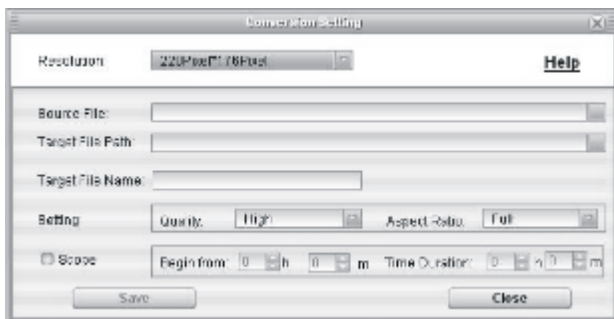 Conversion Setting
Resolution: 220Pixel*176Pixel Help
Source File:
Target File Path:
Target File Name:
Setting Quality: High Aspect Ratio: Full
Scope Begin from: 0 h 0 m Time Duration: 0 h 0 m
Save Close